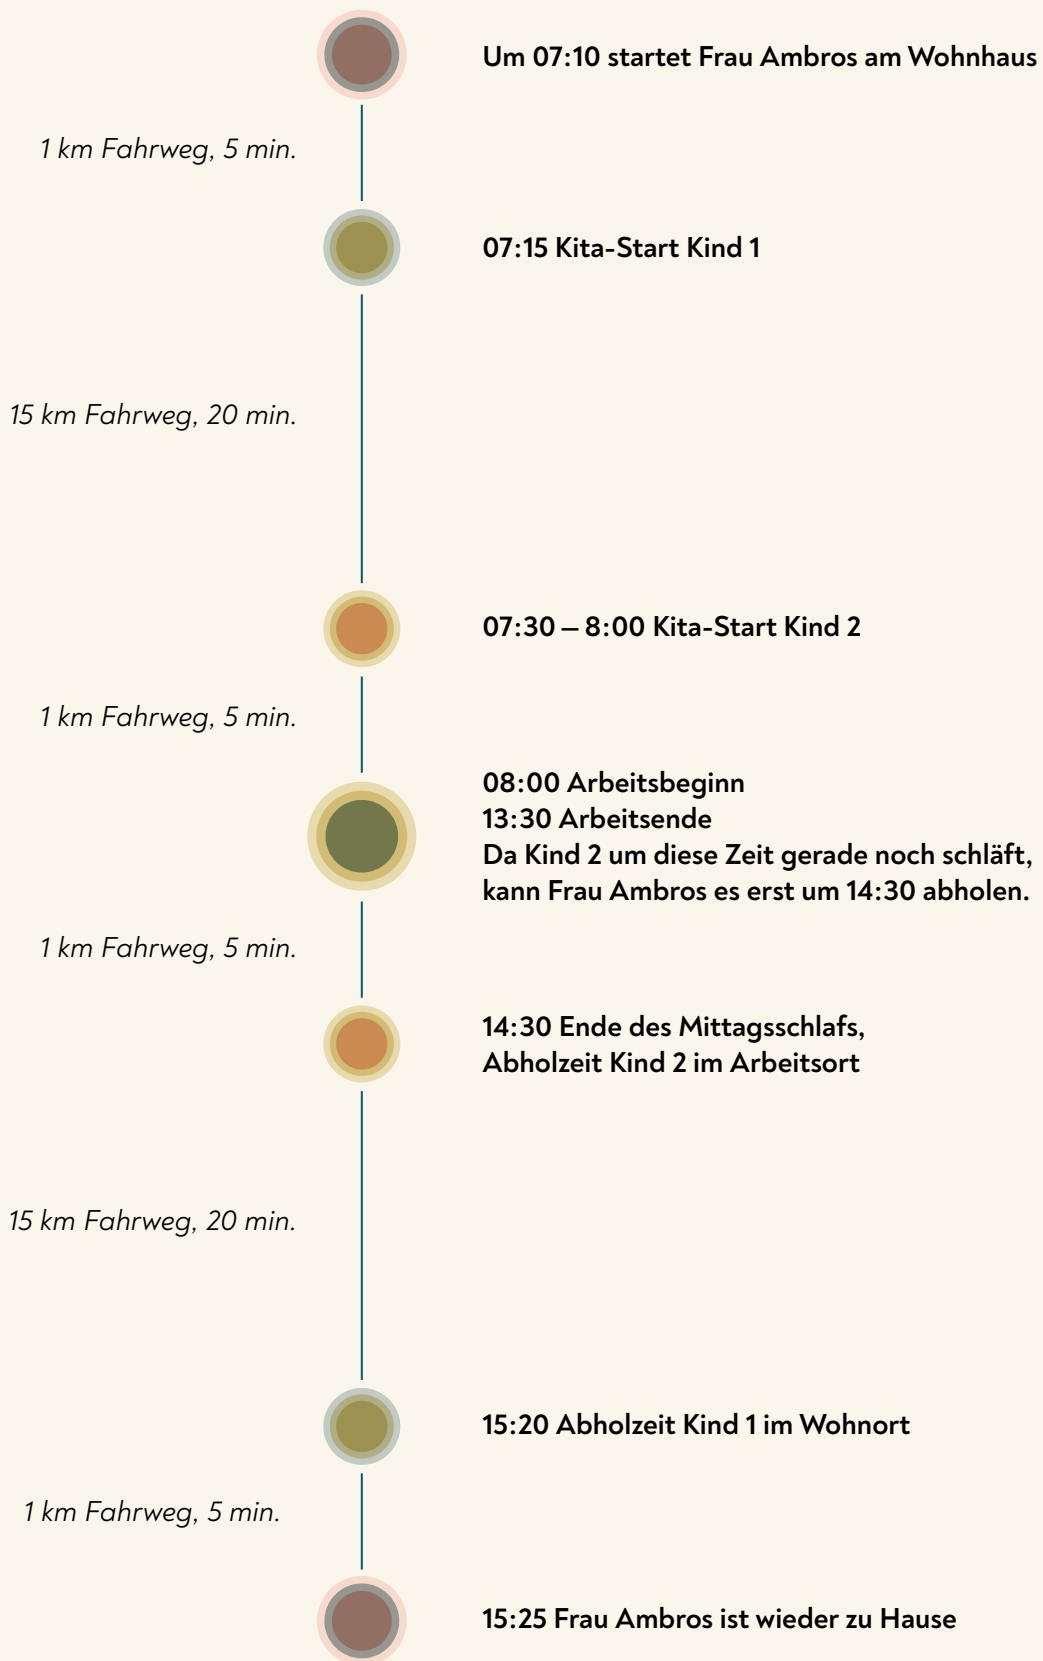 Um 07:10 startet Frau Ambros am Wohnhaus
1 km Fahrweg, 5 min.
07:15 Kita-Start Kind 1
15 km Fahrweg, 20 min.
07:30 – 8:00 Kita-Start Kind 2
1 km Fahrweg, 5 min.
08:00 Arbeitsbeginn
13:30 Arbeitsende
Da Kind 2 um diese Zeit gerade noch schläft,
kann Frau Ambros es erst um 14:30 abholen.
1 km Fahrweg, 5 min.
14:30 Ende des Mittagsschlafs,
Abholzeit Kind 2 im Arbeitsort
15 km Fahrweg, 20 min.
15:20 Abholzeit Kind 1 im Wohnort
1 km Fahrweg, 5 min.
15:25 Frau Ambros ist wieder zu Hause